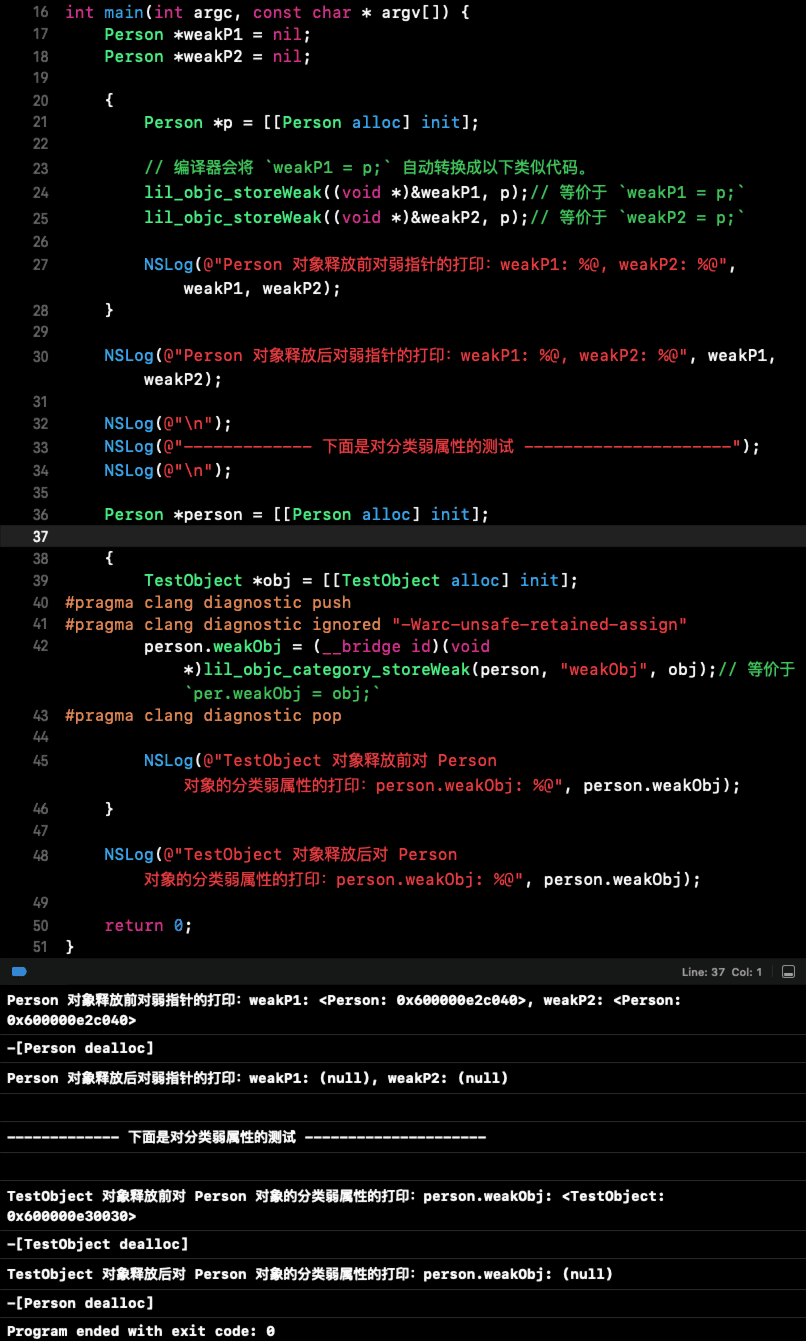 16 int main(int argc, const char * argv[]) {
17     Person *weakP1 = nil;
18     Person *weakP2 = nil;
19
20     {
21         Person *p = [[Person alloc] init];
22
23         // 编译器会将 `weakP1 = p;` 自动转换成以下类似代码。
24         lil_objc_storeWeak((void *)&weakP1, p);// 等价于 `weakP1 = p;`
25         lil_objc_storeWeak((void *)&weakP2, p);// 等价于 `weakP2 = p;`
26
27         NSLog(@"Person 对象释放前对弱指针的打印: weakP1: %@, weakP2: %@",
            weakP1, weakP2);
28     }
29
30     NSLog(@"Person 对象释放后对弱指针的打印: weakP1: %@, weakP2: %@", weakP1,
        weakP2);
31
32     NSLog(@"\n");
33     NSLog(@"------------- 下面是对分类弱属性的测试 ---------------------");
34     NSLog(@"\n");
35
36     Person *person = [[Person alloc] init];
37
38     {
39         TestObject *obj = [[TestObject alloc] init];
40 #pragma clang diagnostic push
41 #pragma clang diagnostic ignored "-Warc-unsafe-retained-assign"
42         person.weakObj = (__bridge id)(void
            *)lil_objc_category_storeWeak(person, "weakObj", obj);// 等价于
            `per.weakObj = obj;`
43 #pragma clang diagnostic pop
44
45         NSLog(@"TestObject 对象释放前对 Person
            对象的分类弱属性的打印: person.weakObj: %@", person.weakObj);
46     }
47
48     NSLog(@"TestObject 对象释放后对 Person
        对象的分类弱属性的打印: person.weakObj: %@", person.weakObj);
49
50     return 0;
51 }
Line: 37 Col: 1
Person 对象释放前对弱指针的打印: weakP1: <Person: 0x600000e2c040>, weakP2: <Person:
0x600000e2c040>
-[Person dealloc]
Person 对象释放后对弱指针的打印: weakP1: (null), weakP2: (null)
------------- 下面是对分类弱属性的测试 ---------------------
TestObject 对象释放前对 Person 对象的分类弱属性的打印: person.weakObj: <TestObject:
0x600000e30030>
-[TestObject dealloc]
TestObject 对象释放后对 Person 对象的分类弱属性的打印: person.weakObj: (null)
-[Person dealloc]
Program ended with exit code: 0